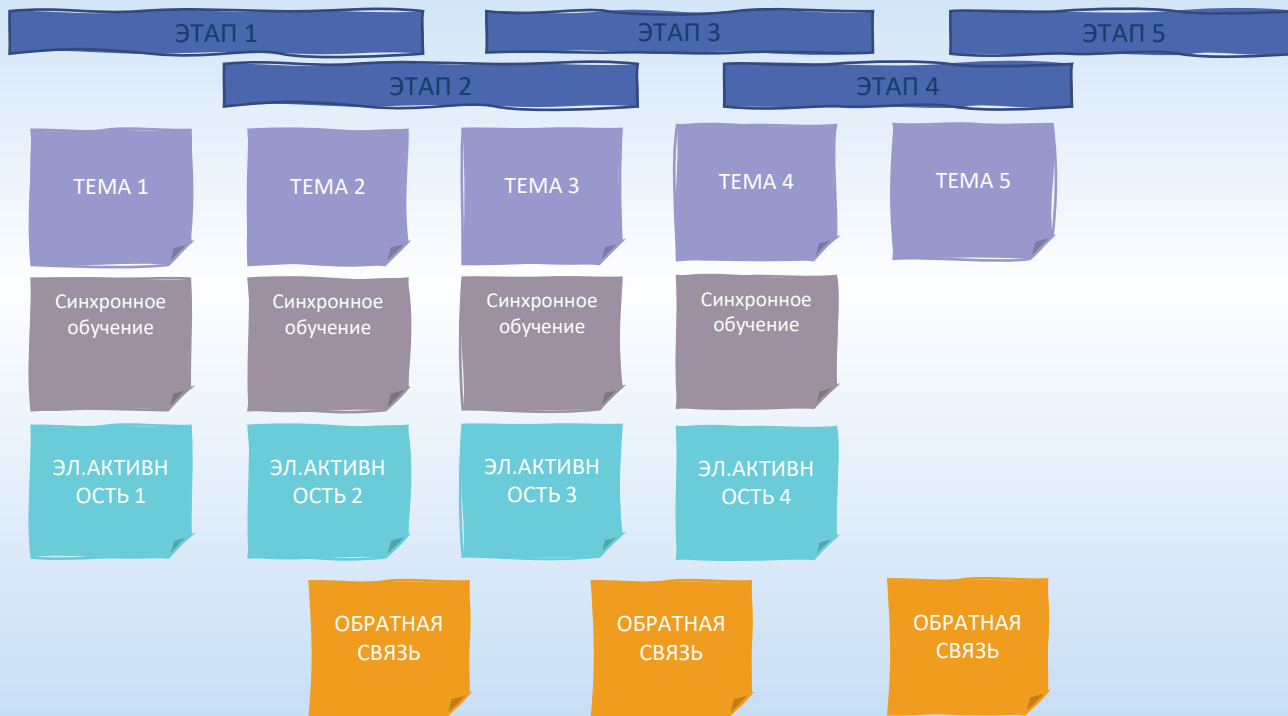 ЭТАП 1
ЭТАП 3
ЭТАП 5
ЭТАП 2
ЭТАП 4
ТЕМА 1
ТЕМА 2
ТЕМА 3
ТЕМА 4
ТЕМА 5
Синхронное
обучение
Синхронное
обучение
Синхронное
обучение
Синхронное
обучение
ЭЛ.АКТИВН
ОСТЬ 1
ЭЛ.АКТИВН
ОСТЬ 2
ЭЛ.АКТИВН
ОСТЬ 3
ЭЛ.АКТИВН
ОСТЬ 4
ОБРАТНАЯ
СВЯЗЬ
ОБРАТНАЯ
СВЯЗЬ
ОБРАТНАЯ
СВЯЗЬ